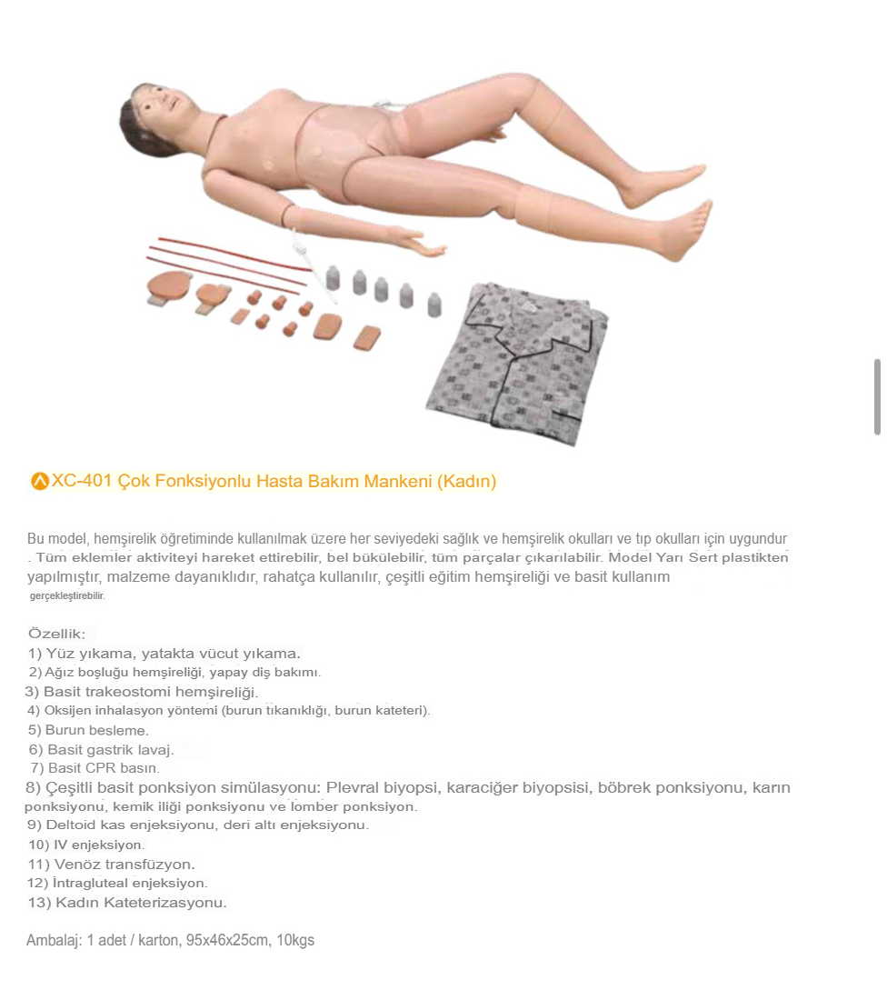 XC-401 Çok Fonksiyonlu Hasta Bakım Mankeni (Kadın)
Bu model, hemşirelik öğretiminde kullanılmak üzere her seviyedeki sağlık ve hemşirelik okulları ve tıp okulları için uygundur
. Tüm eklemler aktiviteyi hareket ettirebilir, bel bükülebilir, tüm parçalar çıkarılabilir. Model Yarı Sert plastikten
yapılmıştır, malzeme dayanıklıdır, rahatça kullanılır, çeşitli eğitim hemşireliği ve basit kullanım
gerçekleştirebilir.
Özellik:
1) Yüz yıkama, yatakta vücut yıkama.
2) Ağız boşluğu hemşireliği, yapay diş bakımı.
3) Basit trakeostomi hemşireliği.
4) Oksijen inhalasyon yöntemi (burun tıkanıklığı, burun kateteri).
5) Burun besleme.
6) Basit gastrik lavaj.
7) Basit CPR basın.
8) Çeşitli basit ponksiyon simülasyonu: Plevral biyopsi, karaciğer biyopsisi, böbrek ponksiyonu, karın
ponksiyonu, kemik iliği ponksiyonu ve lomber ponksiyon.
9) Deltoid kas enjeksiyonu, deri altı enjeksiyonu.
10) IV enjeksiyon.
11) Venöz transfüzyon.
12) İntragluteal enjeksiyon.
13) Kadın Kateterizasyonu.
Ambalaj: 1 adet / karton, 95x46x25cm, 10kgs